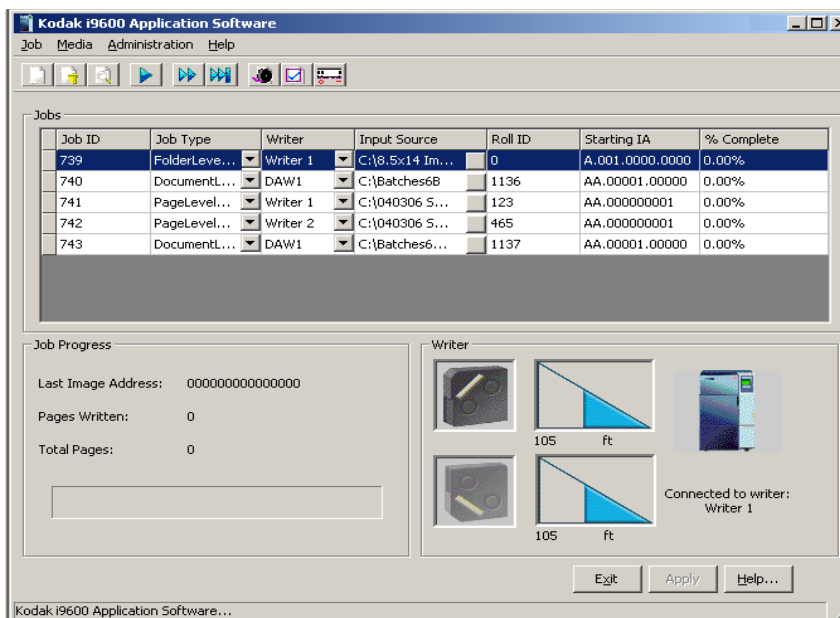 Kodak i9600 Application Software
Job Media Administration Help
Jobs
Job ID Job Type Writer Input Source Roll ID Starting IA % Complete
739 FolderLeve... Writer 1 C:\8.5x14 Im... 0 A.001.0000.0000 0.00%
740 DocumentL... DAW1 C:\Batches6B 1136 AA.00001.00000 0.00%
741 PageLevel... Writer 1 C:\040306 S... 123 AA.000000001 0.00%
742 PageLevel... Writer 2 C:\040306 S... 465 AA.000000001 0.00%
743 DocumentL... DAW1 C:\Batches6... 1137 AA.00001.00000 0.00%
Job Progress
Last Image Address: 000000000000000
Pages Written: 0
Total Pages: 0
Writer
105 ft
105 ft
Connected to writer:
Writer 1
Exit Apply Help...
Kodak i9600 Application Software...